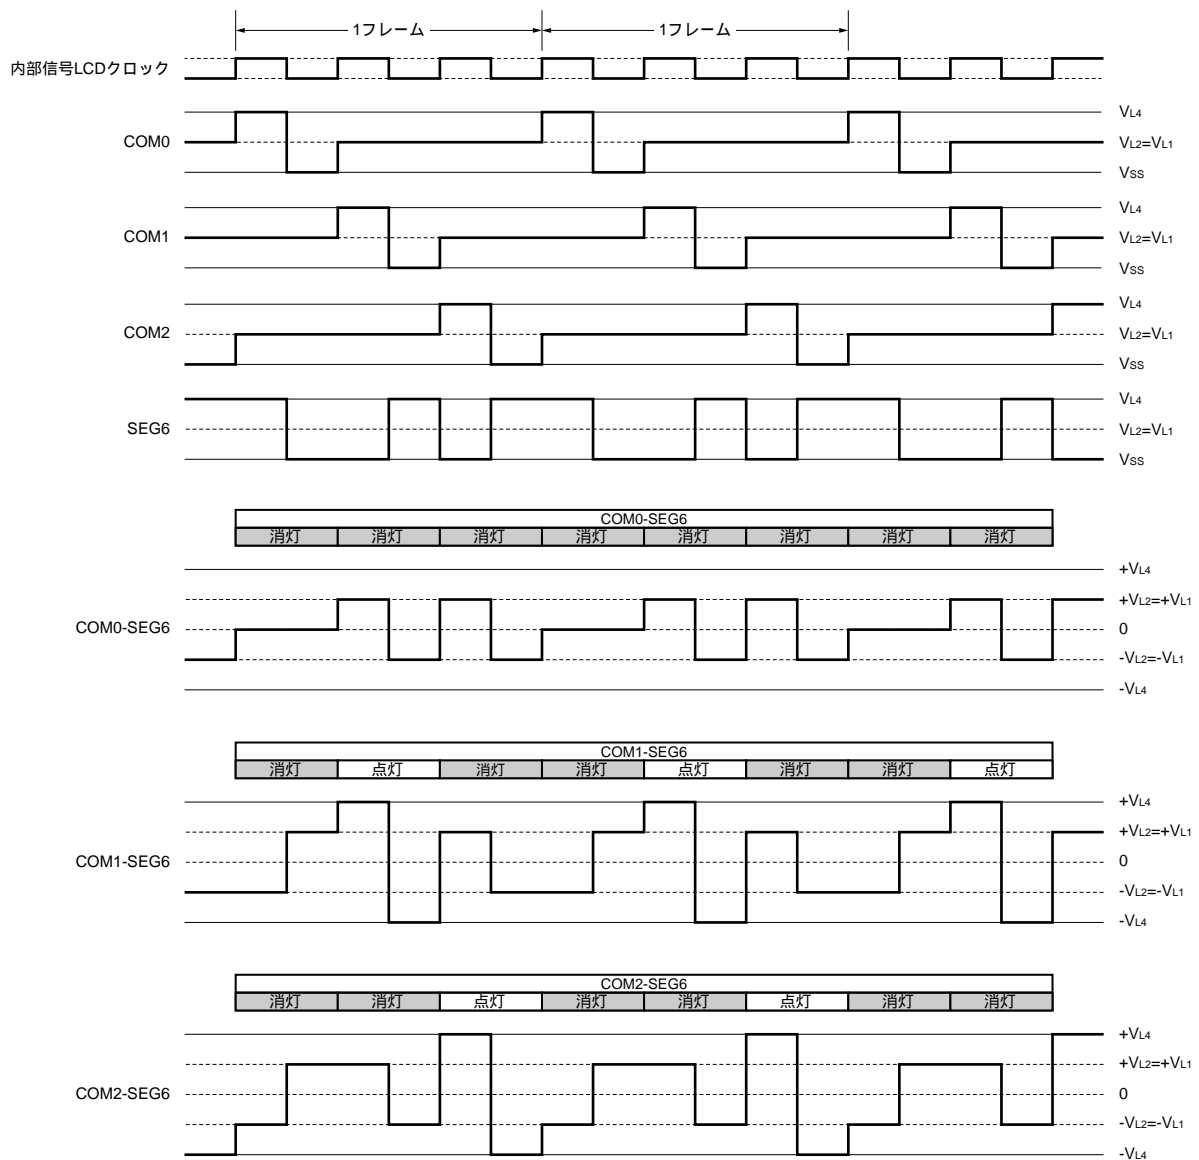 1フレーム 1フレーム
内部信号LCDクロック
VL4
COM0 VL2=VL1
VSS
VL4
COM1 VL2=VL1
VSS
VL4
COM2 VL2=VL1
VSS
VL4
SEG6 VL2=VL1
VSS
COM0-SEG6
消灯 消灯 消灯 消灯 消灯 消灯 消灯 消灯
+VL4
+VL2=+VL1
COM0-SEG6 0
-VL2=-VL1
-VL4
COM1-SEG6
消灯 点灯 消灯 消灯 点灯 消灯 消灯 点灯
+VL4
+VL2=+VL1
COM1-SEG6 0
-VL2=-VL1
-VL4
COM2-SEG6
消灯 消灯 点灯 消灯 消灯 点灯 消灯 消灯
+VL4
+VL2=+VL1
COM2-SEG6 0
-VL2=-VL1
-VL4